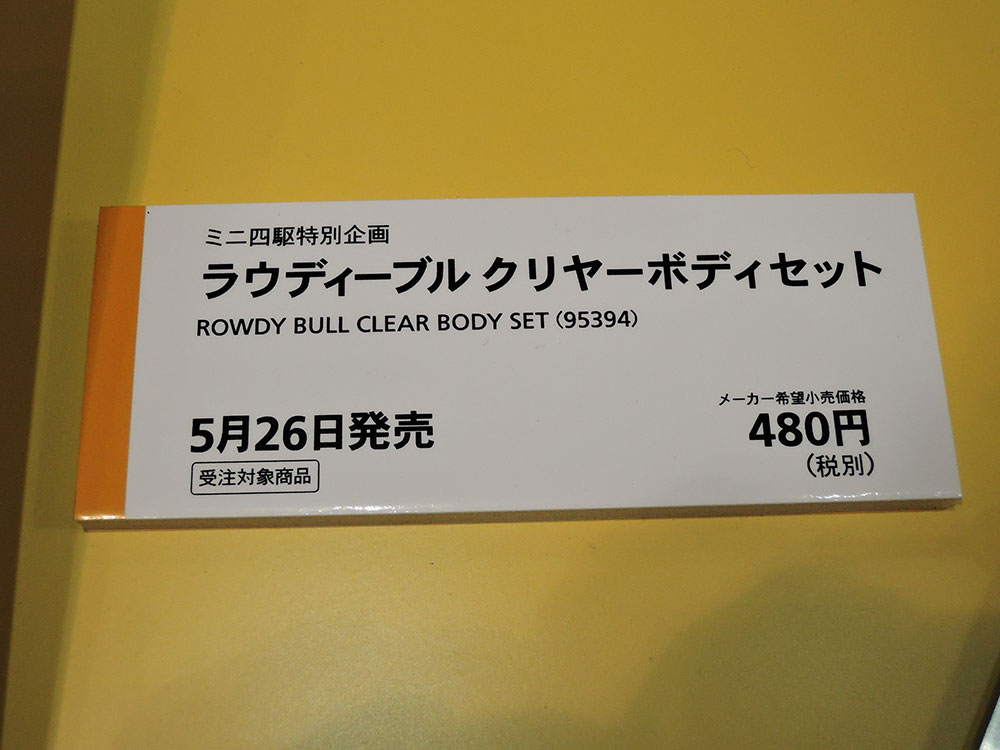 ミニ四駆特別企画
ラウディーブル クリヤーボディセット
ROWDY BULL CLEAR BODY SET (95394)
5月26日発売
受注対象商品
メーカー希望小売価格
480円
(税別)